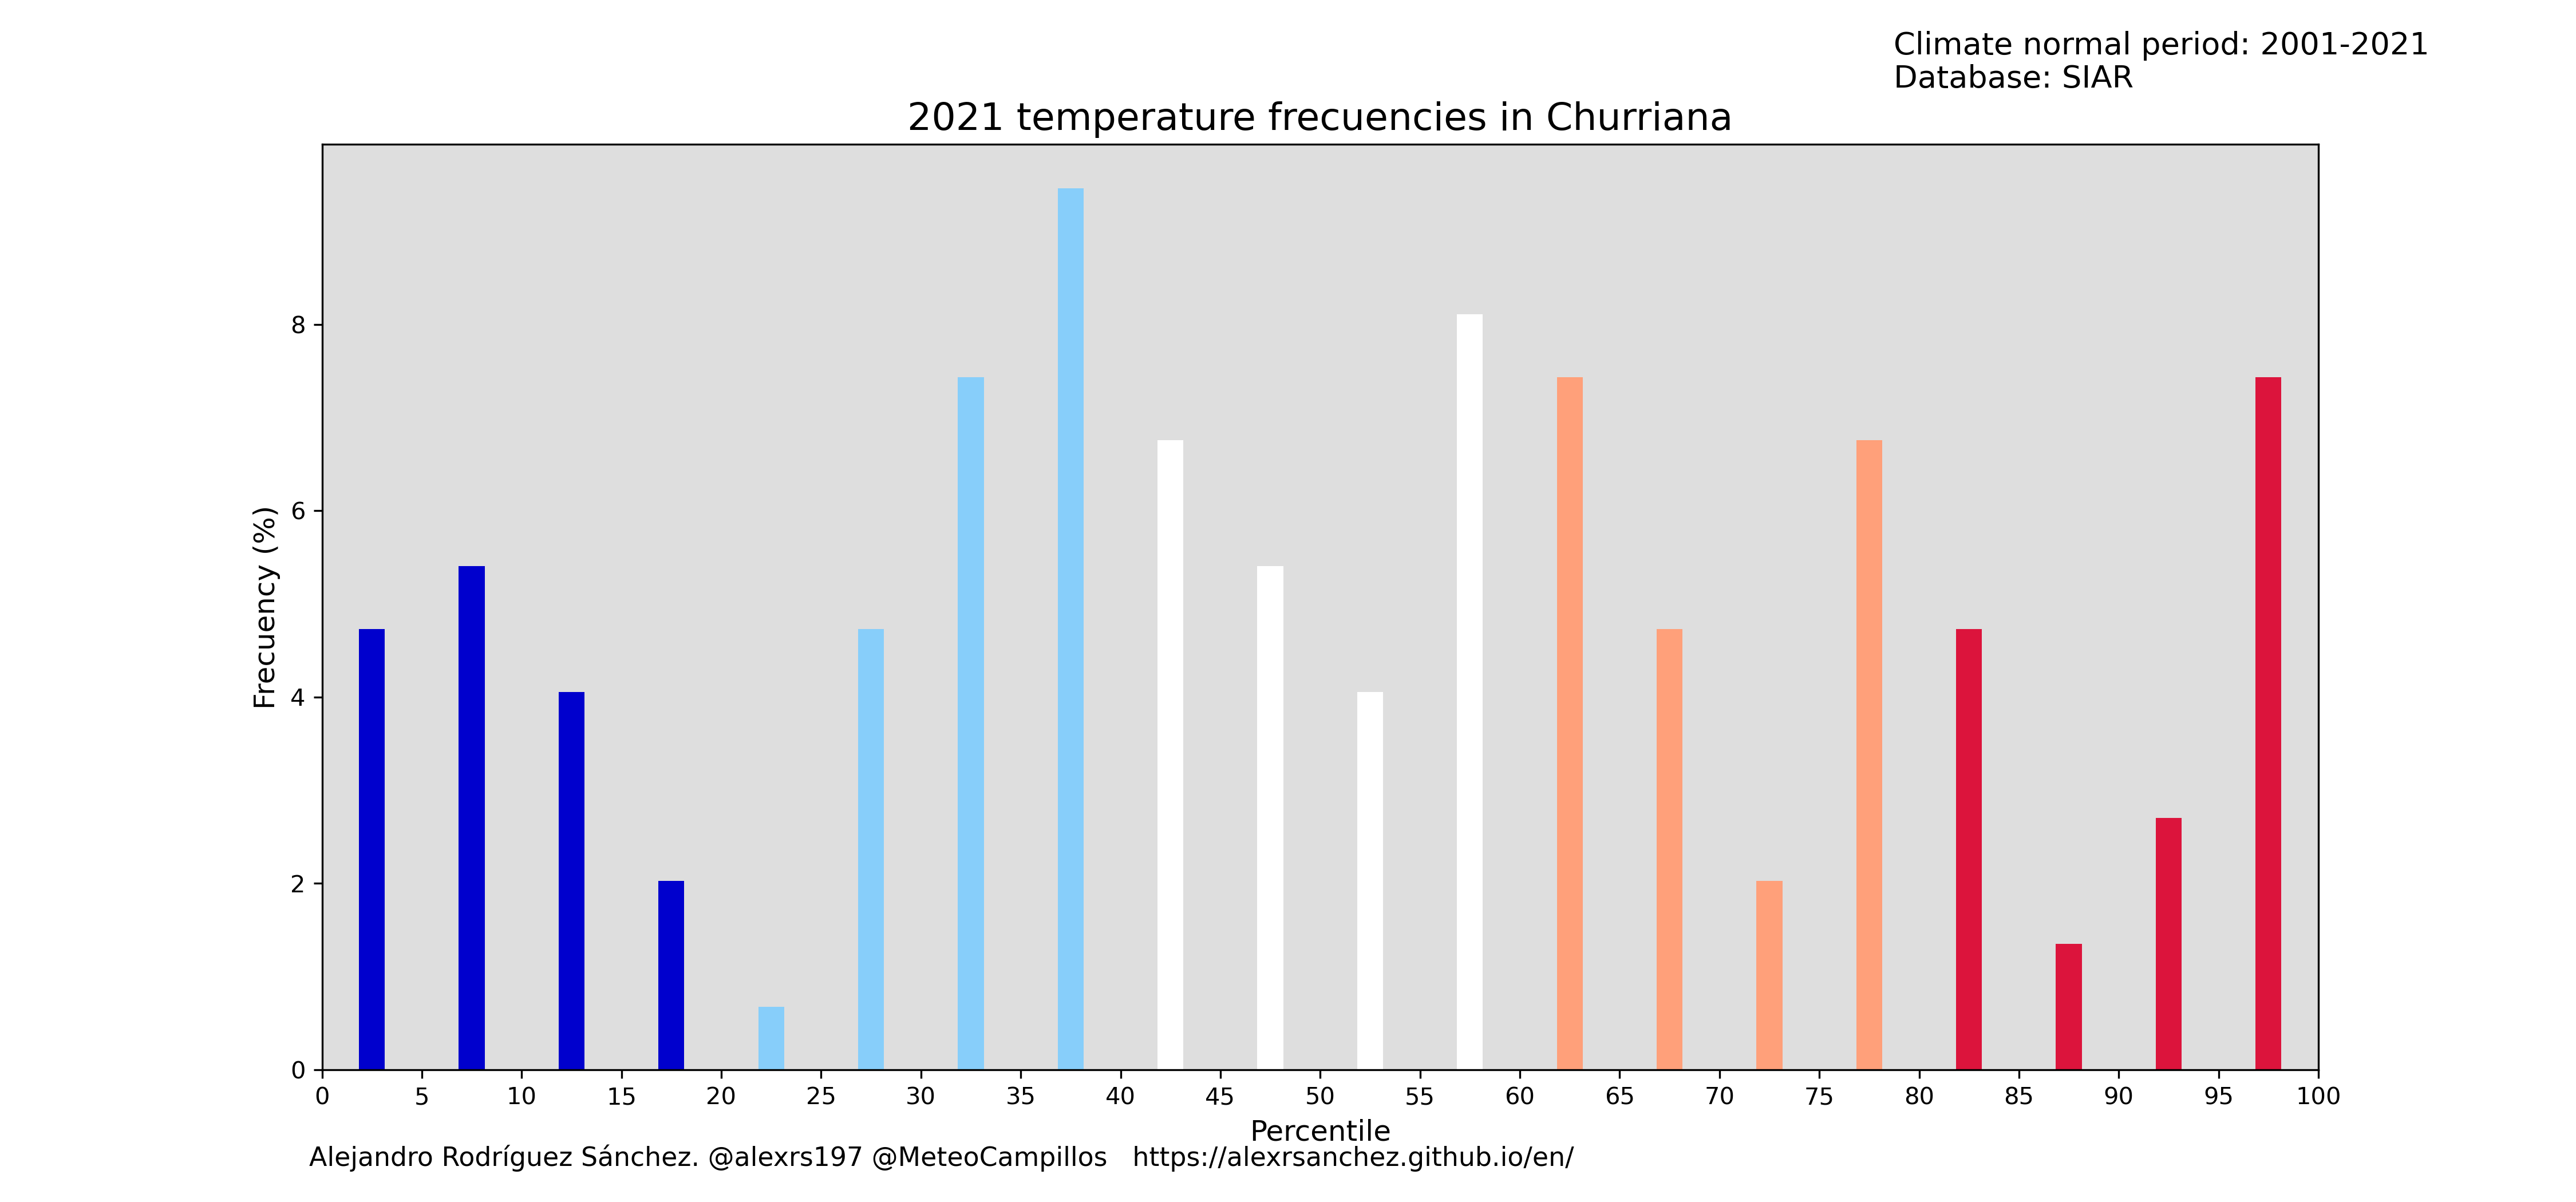 Climate normal period: 2001-2021
Database: SIAR
2021 temperature frecuencies in Churriana
Frecuency (%)
8
6
4
2
0
0 5 10 15 20 25 30 35 40 45 50 55 60 65 70 75 80 85 90 95 100
Percentile
Alejandro Rodríguez Sánchez. @alexrs197 @MeteoCampillos https://alexrsanchez.github.io/en/